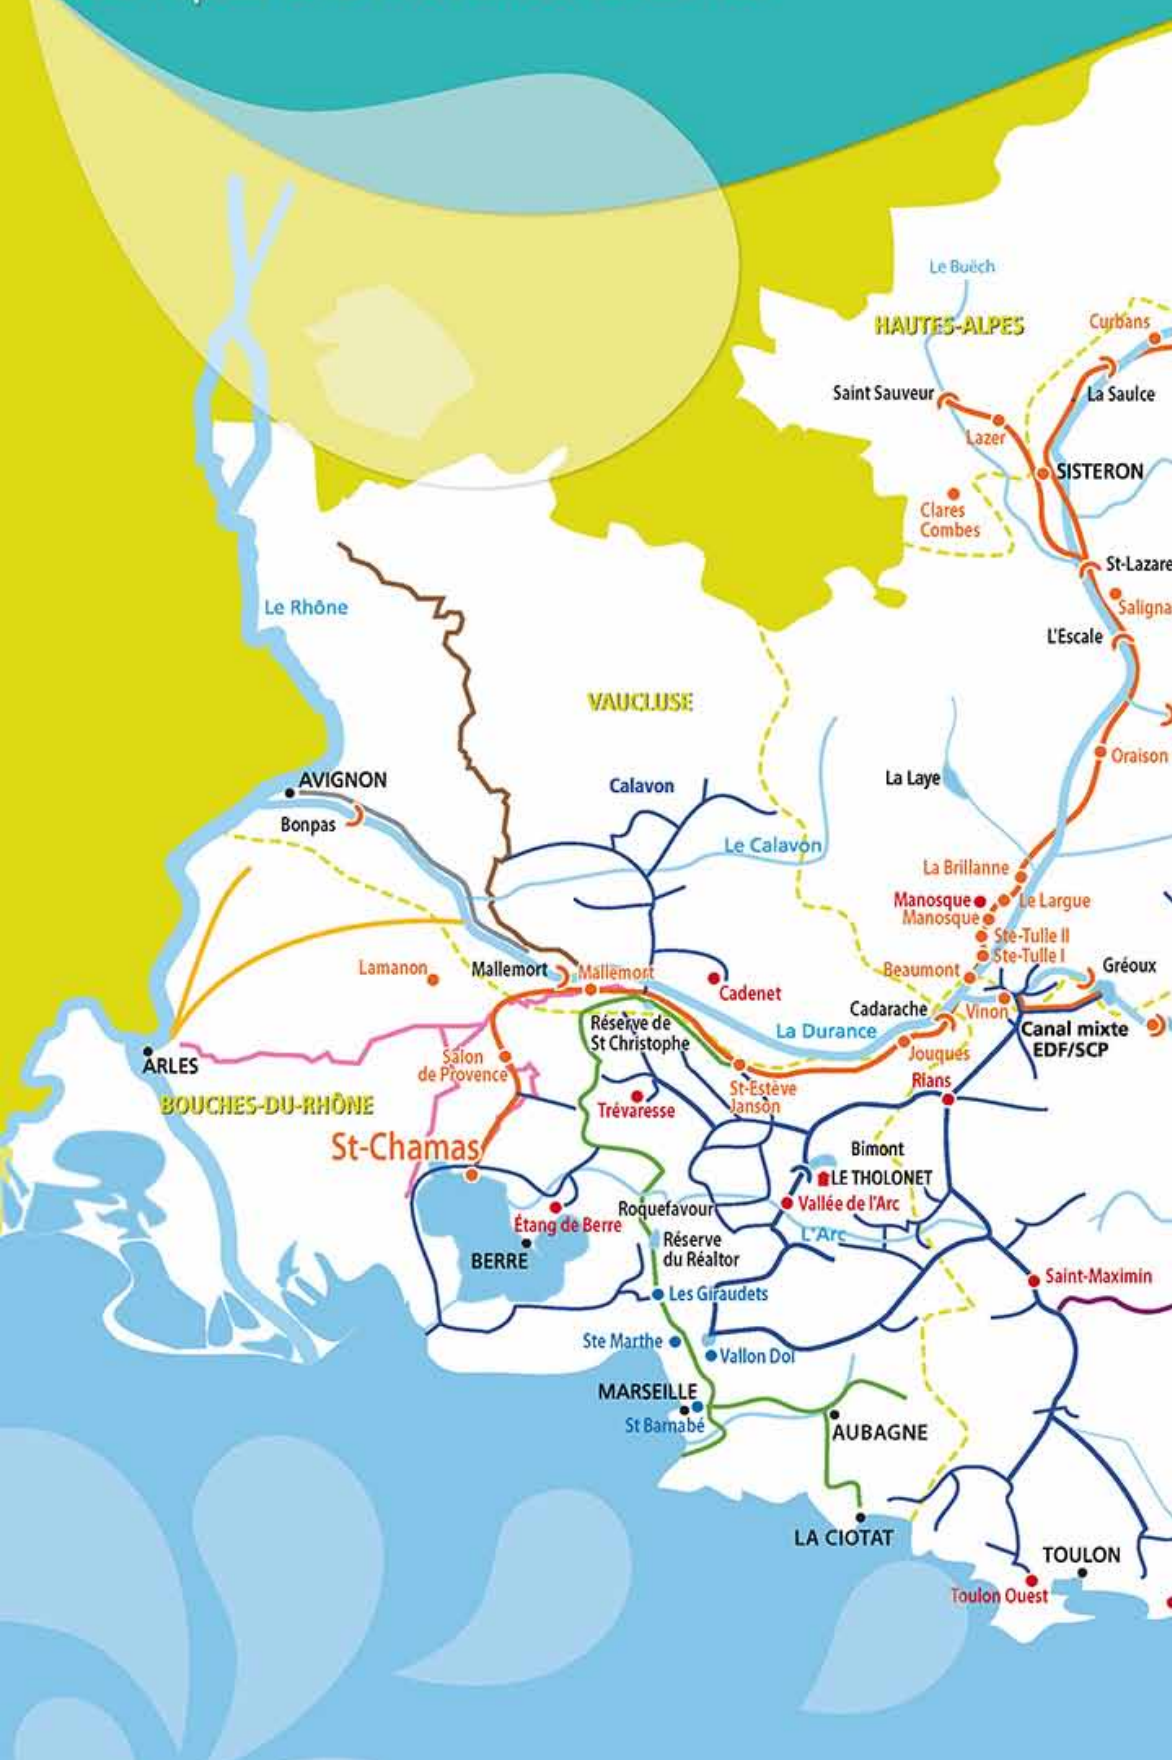 Le Buëch
HAUTES-ALPES
Curbans
Saint Sauveur
La Saulce
Lazer
SISTERON
Clares
Combes
St-Lazare
Saligna
Le Rhône
L'Escale
VAUCLUSE
Oraison
AVIGNON
La Laye
Calavon
Bonpas
Le Calavon
La Brillanne
Manosque
Le Largue
Manosque
Ste-Tulle II
Ste-Tulle I
Lamanon
Mallemort
Mallemort
Beaumont
Gréoux
Cadenet
Cadarache
Vinon
Réserve de
St Christophe
La Durance
Canal mixte
EDF/SCP
ARLES
Salon
de Provence
Jouques
BOUCHES-DU-RHÔNE
Trévaresse
St-Estève
Janson
Rians
St-Chamas
Bimont
LE THOLONET
Vallée de l'Arc
Étang de Berre
Roquefavour
L'Arc
BERRE
Réserve
du Réaltor
Saint-Maximin
Les Giraudets
Ste Marthe
Vallon Dol
MARSEILLE
St Barnabé
AUBAGNE
LA CIOTAT
TOULON
Toulon Ouest